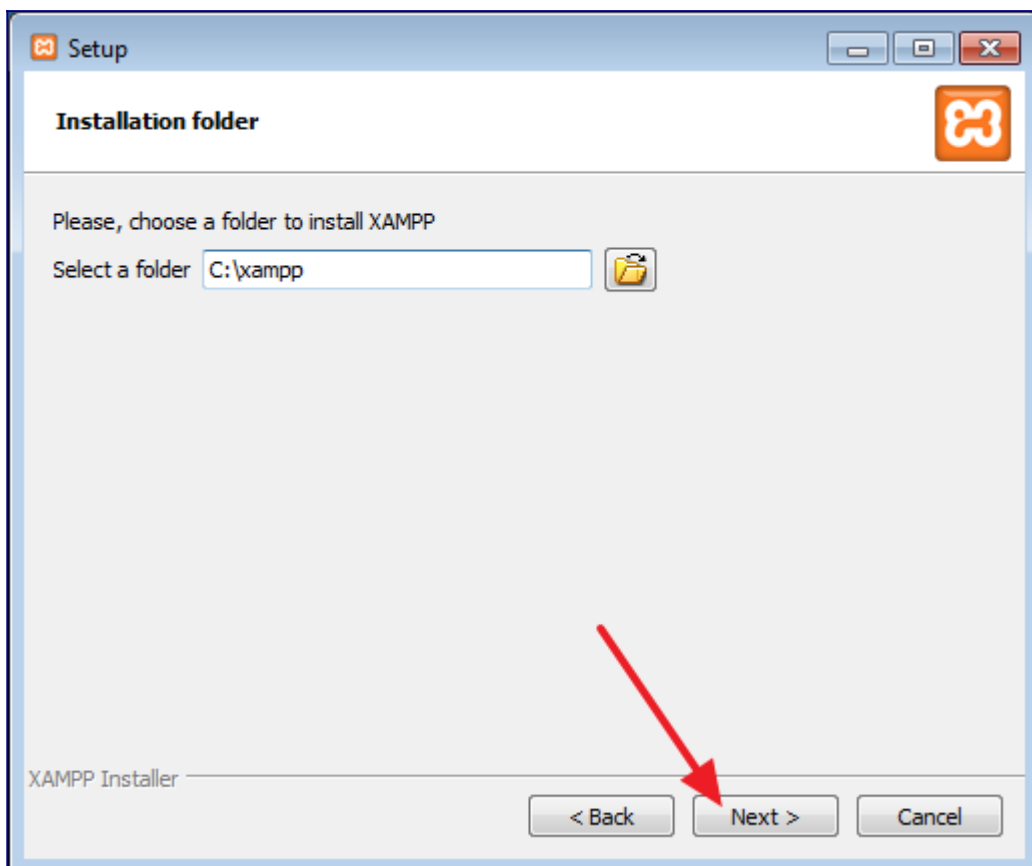 Setup
Installation folder
Please, choose a folder to install XAMPP
Select a folder C:\xampp
XAMPP Installer
< Back Next > Cancel